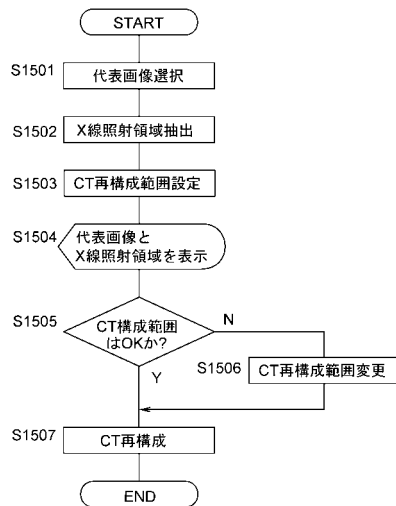 START
S1501
代表画像選択
S1502
X線照射領域抽出
S1503
CT再構成範囲設定
S1504
代表画像と
X線照射領域を表示
S1505
CT構成範囲
はOKか?
N
Y
S1506
CT再構成範囲変更
S1507
CT再構成
END